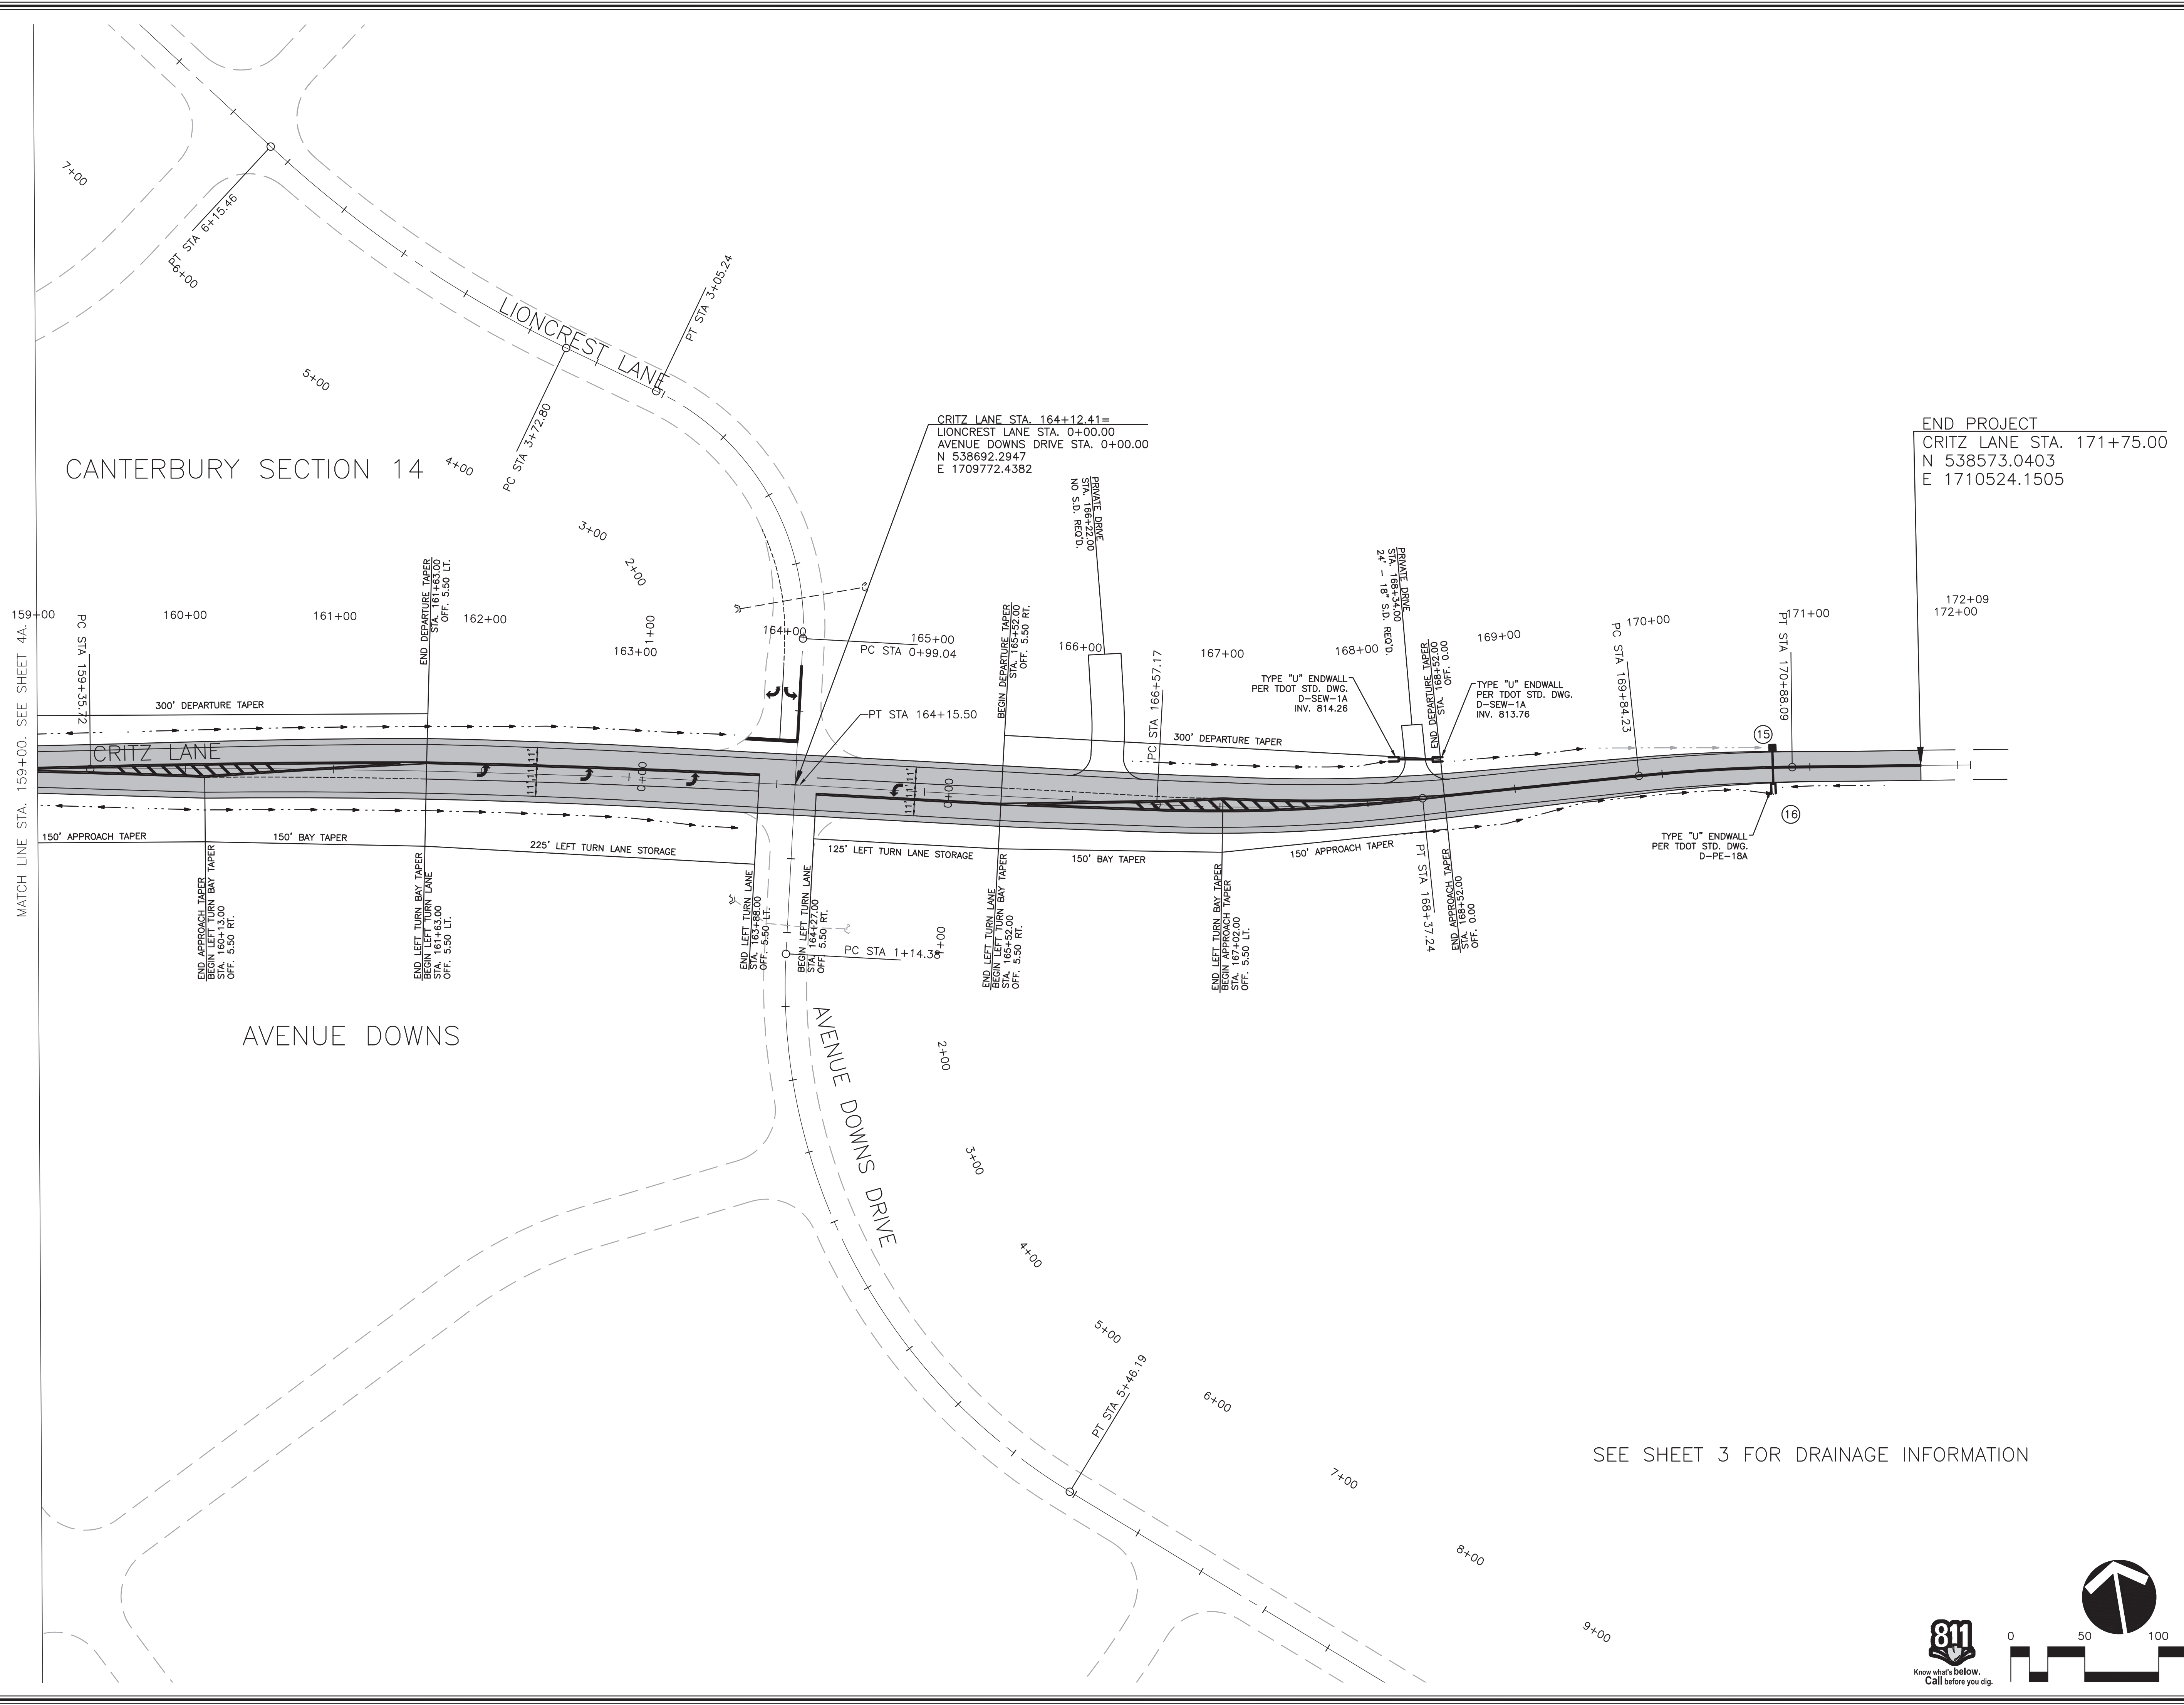 7+00
PT STA 6+15.46
6+00
LIONCREST LANE
PT STA 3+05.24
5+00
PC STA 3+72.80
4+00
CANTERBURY SECTION 14
3+00
2+00
1+00
CRITZ LANE STA. 164+12.41=
LIONCREST LANE STA. 0+00.00
AVENUE DOWNS DRIVE STA. 0+00.00
N 538692.2947
E 1709772.4382
END PROJECT
CRITZ LANE STA. 171+75.00
N 538573.0403
E 1710524.1505
PRIVATE DRIVE
STA. 166+22.00
NO S.D. REQ'D.
PRIVATE DRIVE
STA. 168+34.00
24' - 18" S.D. REQ'D.
END DEPARTURE TAPER
STA. 161+63.00
OFF. 5.50 LT.
BEGIN DEPARTURE TAPER
STA. 165+52.00
OFF. 5.50 RT.
END DEPARTURE TAPER
STA. 168+52.00
OFF. 0.00
159+00
160+00
161+00
162+00
163+00
164+00
165+00
166+00
167+00
168+00
169+00
170+00
171+00
172+00
172+09
PC STA 159+35.72
PC STA 0+99.04
PT STA 164+15.50
PC STA 166+57.17
PC STA 169+84.23
PT STA 170+88.09
TYPE "U" ENDWALL
PER TDOT STD. DWG.
D-SEW-1A
INV. 814.26
TYPE "U" ENDWALL
PER TDOT STD. DWG.
D-SEW-1A
INV. 813.76
300' DEPARTURE TAPER
300' DEPARTURE TAPER
15
CRITZ LANE
11' 11' 11'
0+00
11' 11' 11'
0+00
16
TYPE "U" ENDWALL
PER TDOT STD. DWG.
D-PE-18A
MATCH LINE STA. 159+00. SEE SHEET 4A.
150' APPROACH TAPER
150' BAY TAPER
225' LEFT TURN LANE STORAGE
125' LEFT TURN LANE STORAGE
150' BAY TAPER
150' APPROACH TAPER
END APPROACH TAPER
BEGIN LEFT TURN BAY TAPER
STA. 160+13.00
OFF. 5.50 RT.
END LEFT TURN BAY TAPER
BEGIN LEFT TURN LANE
STA. 161+63.00
OFF. 5.50 LT.
END LEFT TURN LANE
STA. 163+88.00
OFF. 5.50 LT.
BEGIN LEFT TURN LANE
STA. 164+27.00
OFF. 5.50 RT.
END LEFT TURN LANE
BEGIN LEFT TURN BAY TAPER
STA. 165+52.00
OFF. 5.50 RT.
END LEFT TURN BAY TAPER
BEGIN APPROACH TAPER
STA. 167+02.00
OFF. 5.50 LT.
PT STA 168+37.24
END APPROACH TAPER
STA. 168+52.00
OFF. 0.00
1+00
PC STA 1+14.38
AVENUE DOWNS
AVENUE DOWNS DRIVE
2+00
3+00
4+00
5+00
PT STA 5+46.19
6+00
7+00
8+00
9+00
SEE SHEET 3 FOR DRAINAGE INFORMATION
811
Know what's below.
Call before you dig.
0 50 100